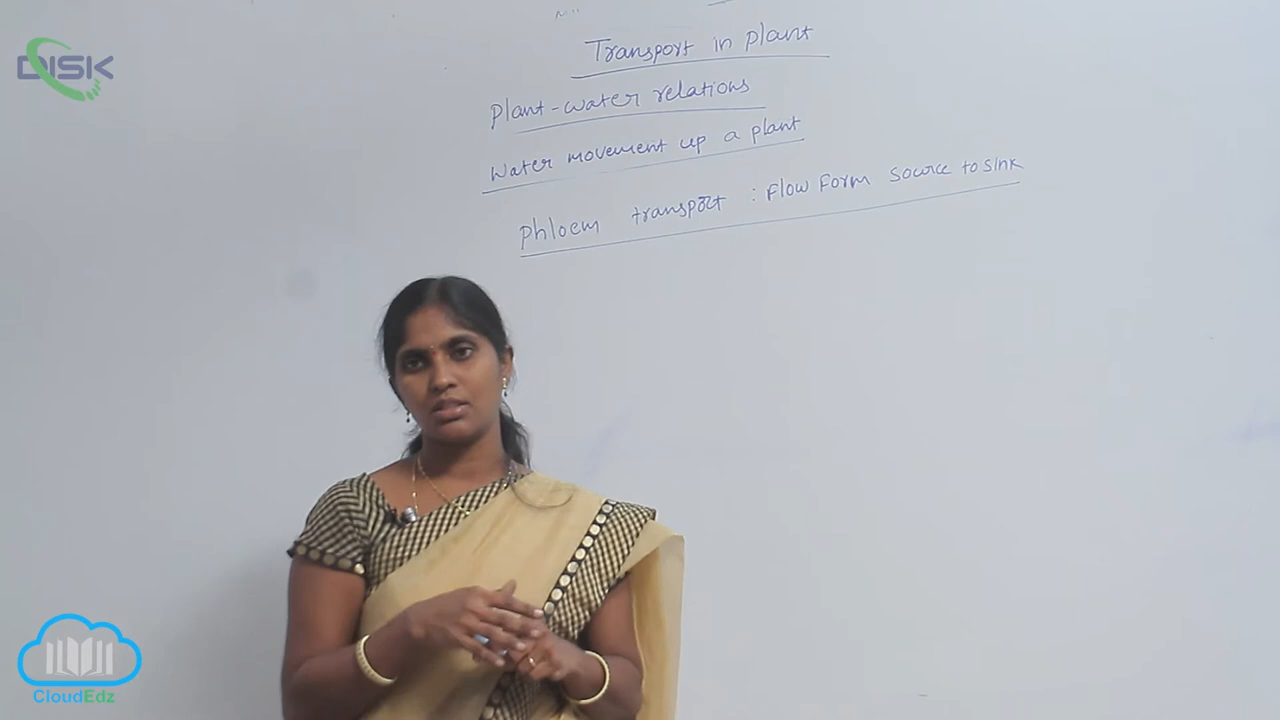 DISK
Transport in plant
Plant-water relations
Water movement up a plant
Phloem transport : Flow Form source to sink
CloudEdz